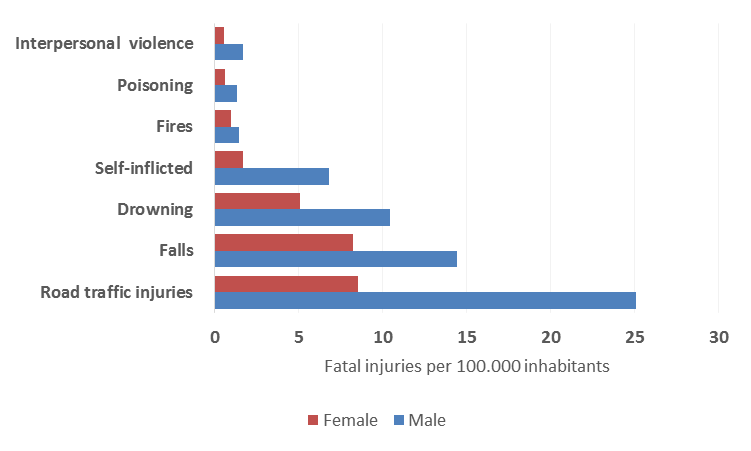 Interpersonal violence
Poisoning
Fires
Self-inflicted
Drowning
Falls
Road traffic injuries
0 5 10 15 20 25 30
Fatal injuries per 100.000 inhabitants
Female Male